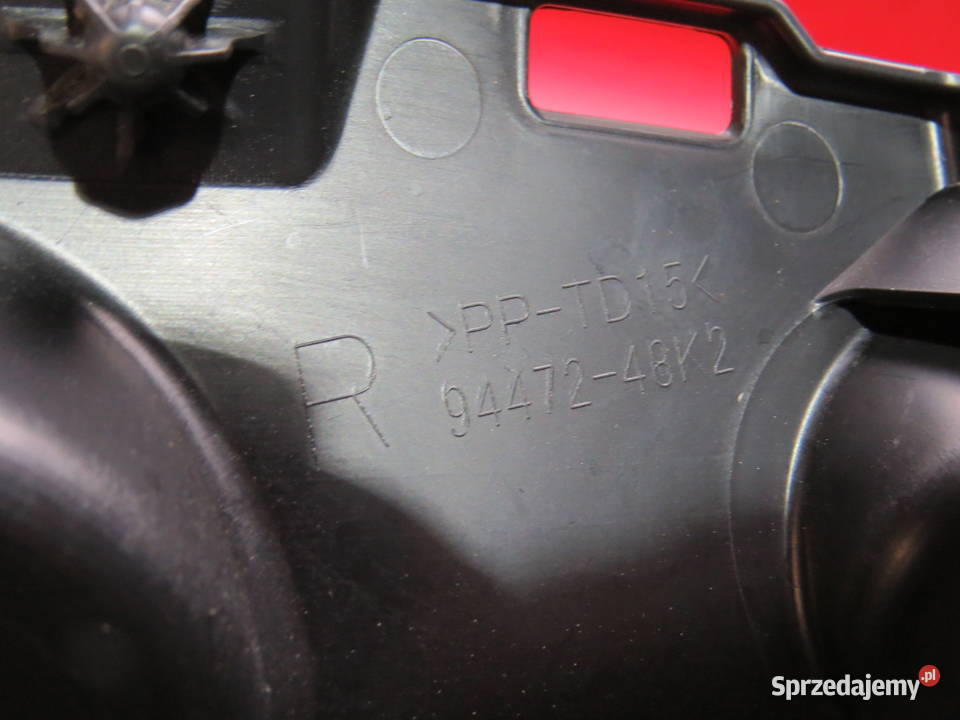 R
>PP-TD15<
94472-48K2
Sprzedajemy.pl